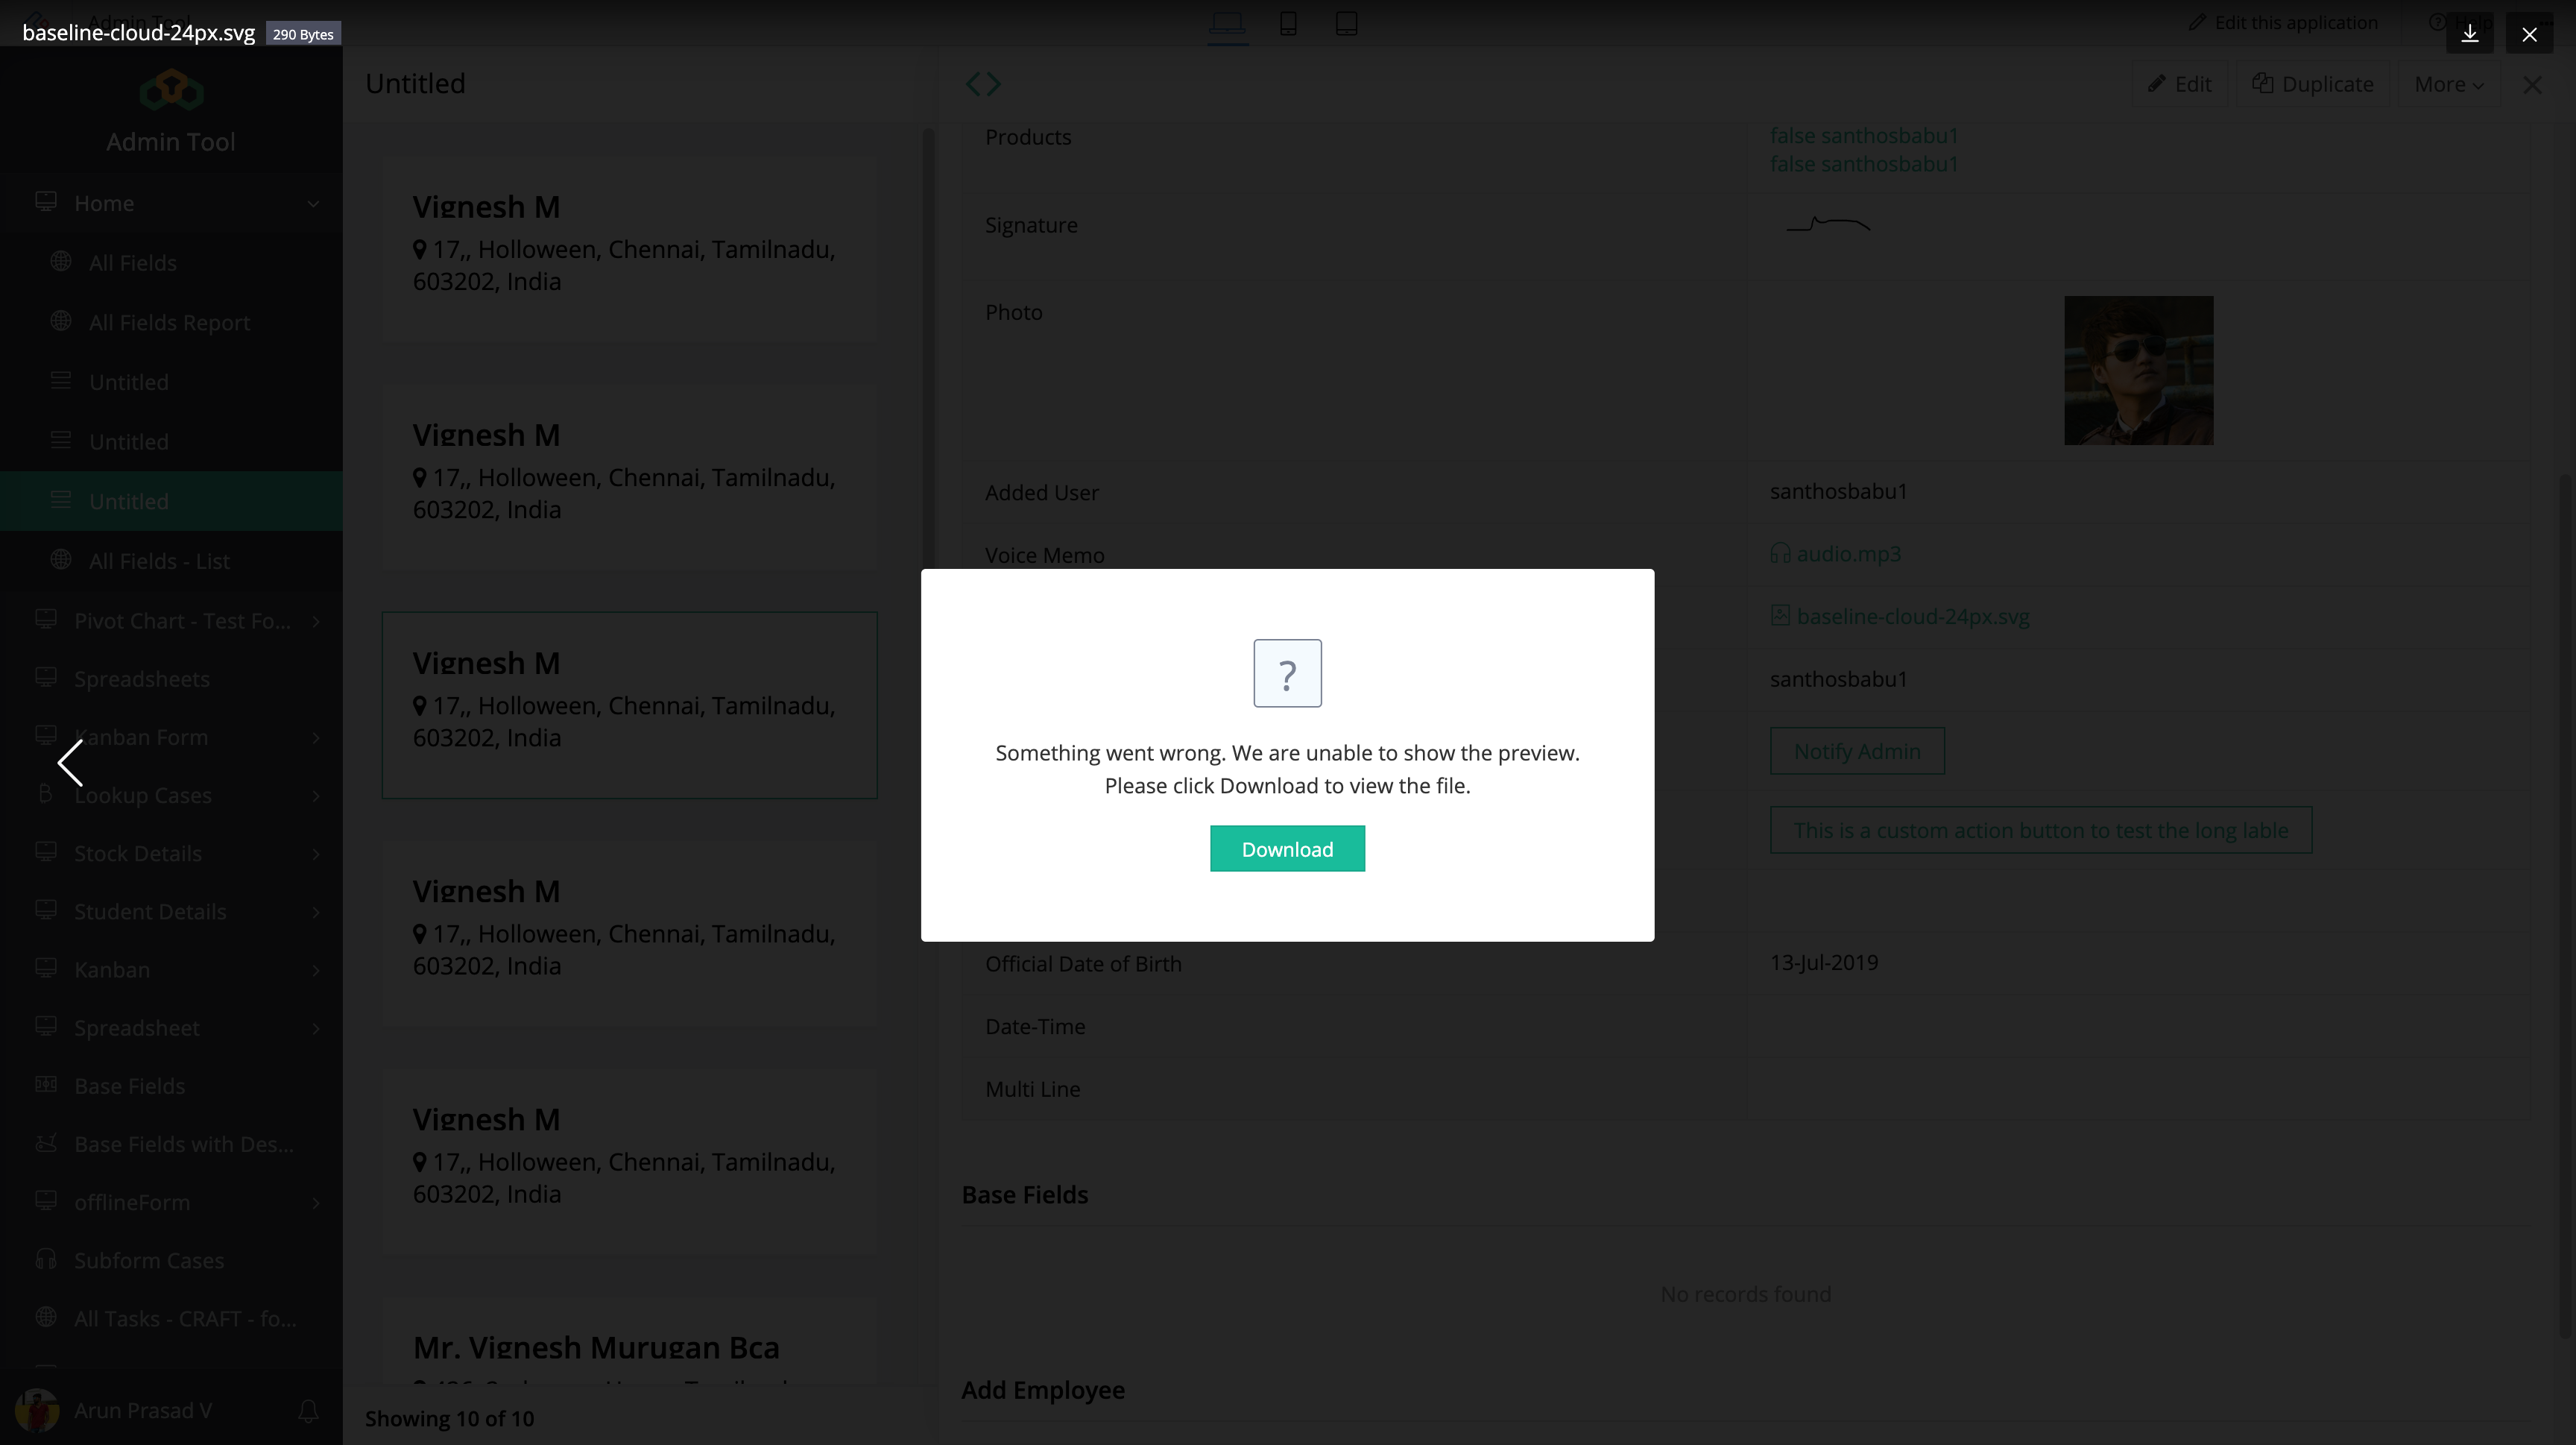 Admin Tool
baseline-cloud-24px.svg
290 Bytes
Edit this application
Help
Admin Tool
Home
All Fields
All Fields Report
Untitled
Untitled
Untitled
All Fields - List
Pivot Chart - Test Fo...
Spreadsheets
Kanban Form
Lookup Cases
Stock Details
Student Details
Kanban
Spreadsheet
Base Fields
Base Fields with Des...
offlineForm
Subform Cases
All Tasks - CRAFT - fo...
Arun Prasad V
Untitled
Vignesh M
17,, Holloween, Chennai, Tamilnadu,
603202, India
Vignesh M
17,, Holloween, Chennai, Tamilnadu,
603202, India
Vignesh M
17,, Holloween, Chennai, Tamilnadu,
603202, India
Vignesh M
17,, Holloween, Chennai, Tamilnadu,
603202, India
Vignesh M
17,, Holloween, Chennai, Tamilnadu,
603202, India
Mr. Vignesh Murugan Bca
Showing 10 of 10
Edit
Duplicate
More
Products
false santhosbabu1
false santhosbabu1
Signature
Photo
Added User
santhosbabu1
Voice Memo
audio.mp3
baseline-cloud-24px.svg
santhosbabu1
Notify Admin
This is a custom action button to test the long lable
?
Something went wrong. We are unable to show the preview.
Please click Download to view the file.
Download
Official Date of Birth
13-Jul-2019
Date-Time
Multi Line
Base Fields
No records found
Add Employee